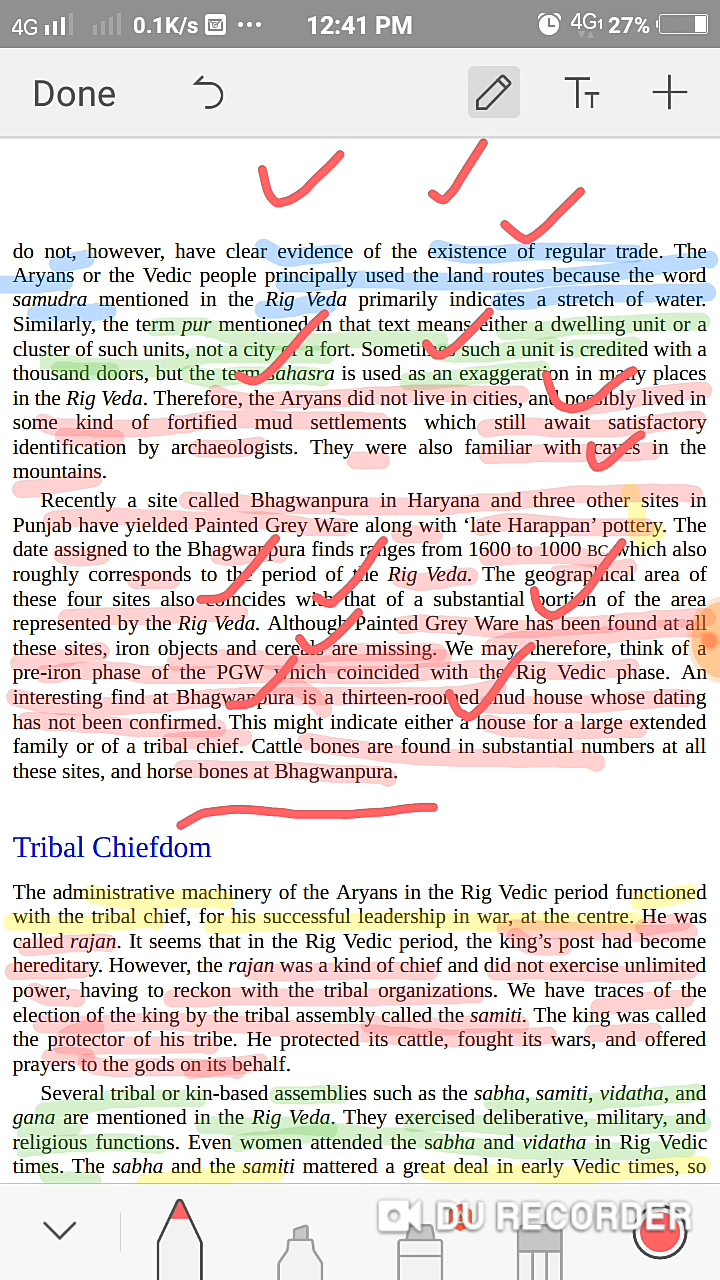 4G 0.1K/s ••• 12:41 PM 4G1 27%
Done TT
do not, however, have clear evidence of the existence of regular trade. The
Aryans or the Vedic people principally used the land routes because the word
samudra mentioned in the Rig Veda primarily indicates a stretch of water.
Similarly, the term pur mentioned in that text means either a dwelling unit or a
cluster of such units, not a city or a fort. Sometimes such a unit is credited with a
thousand doors, but the term sahasra is used as an exaggeration in many places
in the Rig Veda. Therefore, the Aryans did not live in cities, and possibly lived in
some kind of fortified mud settlements which still await satisfactory
identification by archaeologists. They were also familiar with caves in the
mountains.
Recently a site called Bhagwanpura in Haryana and three other sites in
Punjab have yielded Painted Grey Ware along with ‘late Harappan’ pottery. The
date assigned to the Bhagwanpura finds ranges from 1600 to 1000 BC which also
roughly corresponds to the period of the Rig Veda. The geographical area of
these four sites also coincides with that of a substantial portion of the area
represented by the Rig Veda. Although Painted Grey Ware has been found at all
these sites, iron objects and cereals are missing. We may therefore, think of a
pre-iron phase of the PGW which coincided with the Rig Vedic phase. An
interesting find at Bhagwanpura is a thirteen-roomed mud house whose dating
has not been confirmed. This might indicate either a house for a large extended
family or of a tribal chief. Cattle bones are found in substantial numbers at all
these sites, and horse bones at Bhagwanpura.
Tribal Chiefdom
The administrative machinery of the Aryans in the Rig Vedic period functioned
with the tribal chief, for his successful leadership in war, at the centre. He was
called rajan. It seems that in the Rig Vedic period, the king’s post had become
hereditary. However, the rajan was a kind of chief and did not exercise unlimited
power, having to reckon with the tribal organizations. We have traces of the
election of the king by the tribal assembly called the samiti. The king was called
the protector of his tribe. He protected its cattle, fought its wars, and offered
prayers to the gods on its behalf.
Several tribal or kin-based assemblies such as the sabha, samiti, vidatha, and
gana are mentioned in the Rig Veda. They exercised deliberative, military, and
religious functions. Even women attended the sabha and vidatha in Rig Vedic
times. The sabha and the samiti mattered a great deal in early Vedic times, so
DU RECORDER